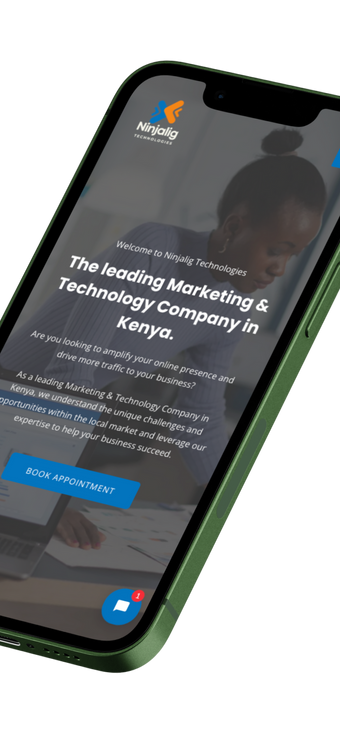 Ninjalig
TECHNOLOGIES
Welcome to Ninjalig Technologies
The leading Marketing &
Technology Company in
Kenya.
Are you looking to amplify your online presence and
drive more traffic to your business?
As a leading Marketing & Technology Company in
Kenya, we understand the unique challenges and
opportunities within the local market and leverage our
expertise to help your business succeed.
BOOK APPOINTMENT
1